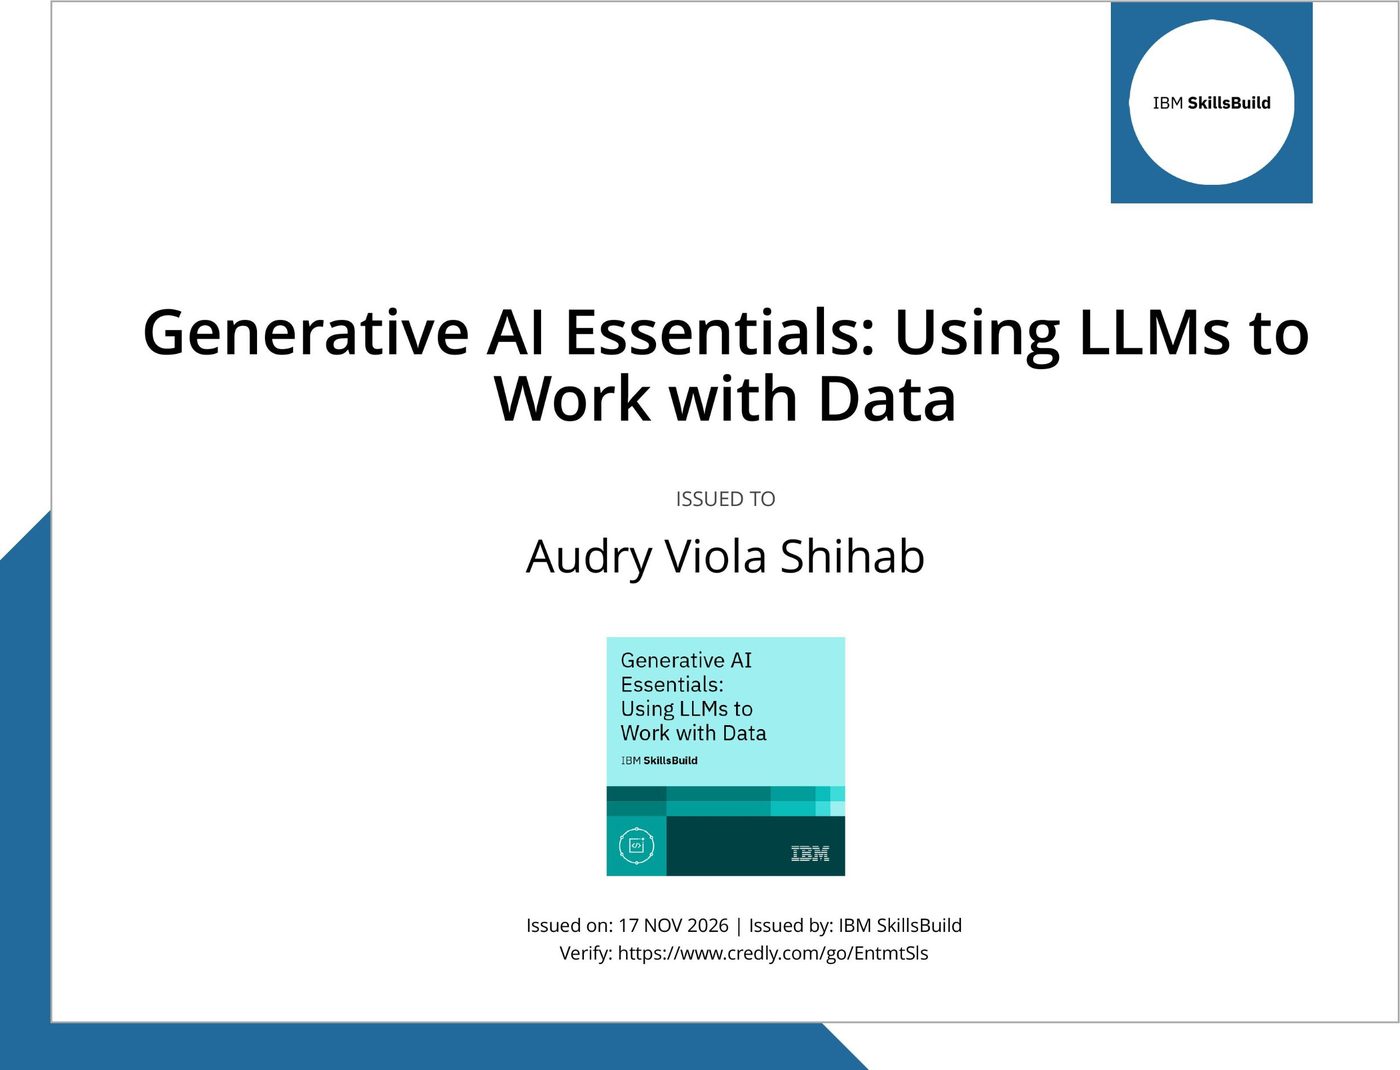 IBM SkillsBuild
Generative AI Essentials: Using LLMs to
Work with Data
ISSUED TO
Audry Viola Shihab
Generative AI
Essentials:
Using LLMs to
Work with Data
IBM SkillsBuild
</>
IBM
Issued on: 17 NOV 2026 | Issued by: IBM SkillsBuild
Verify: https://www.credly.com/go/EntmtSls